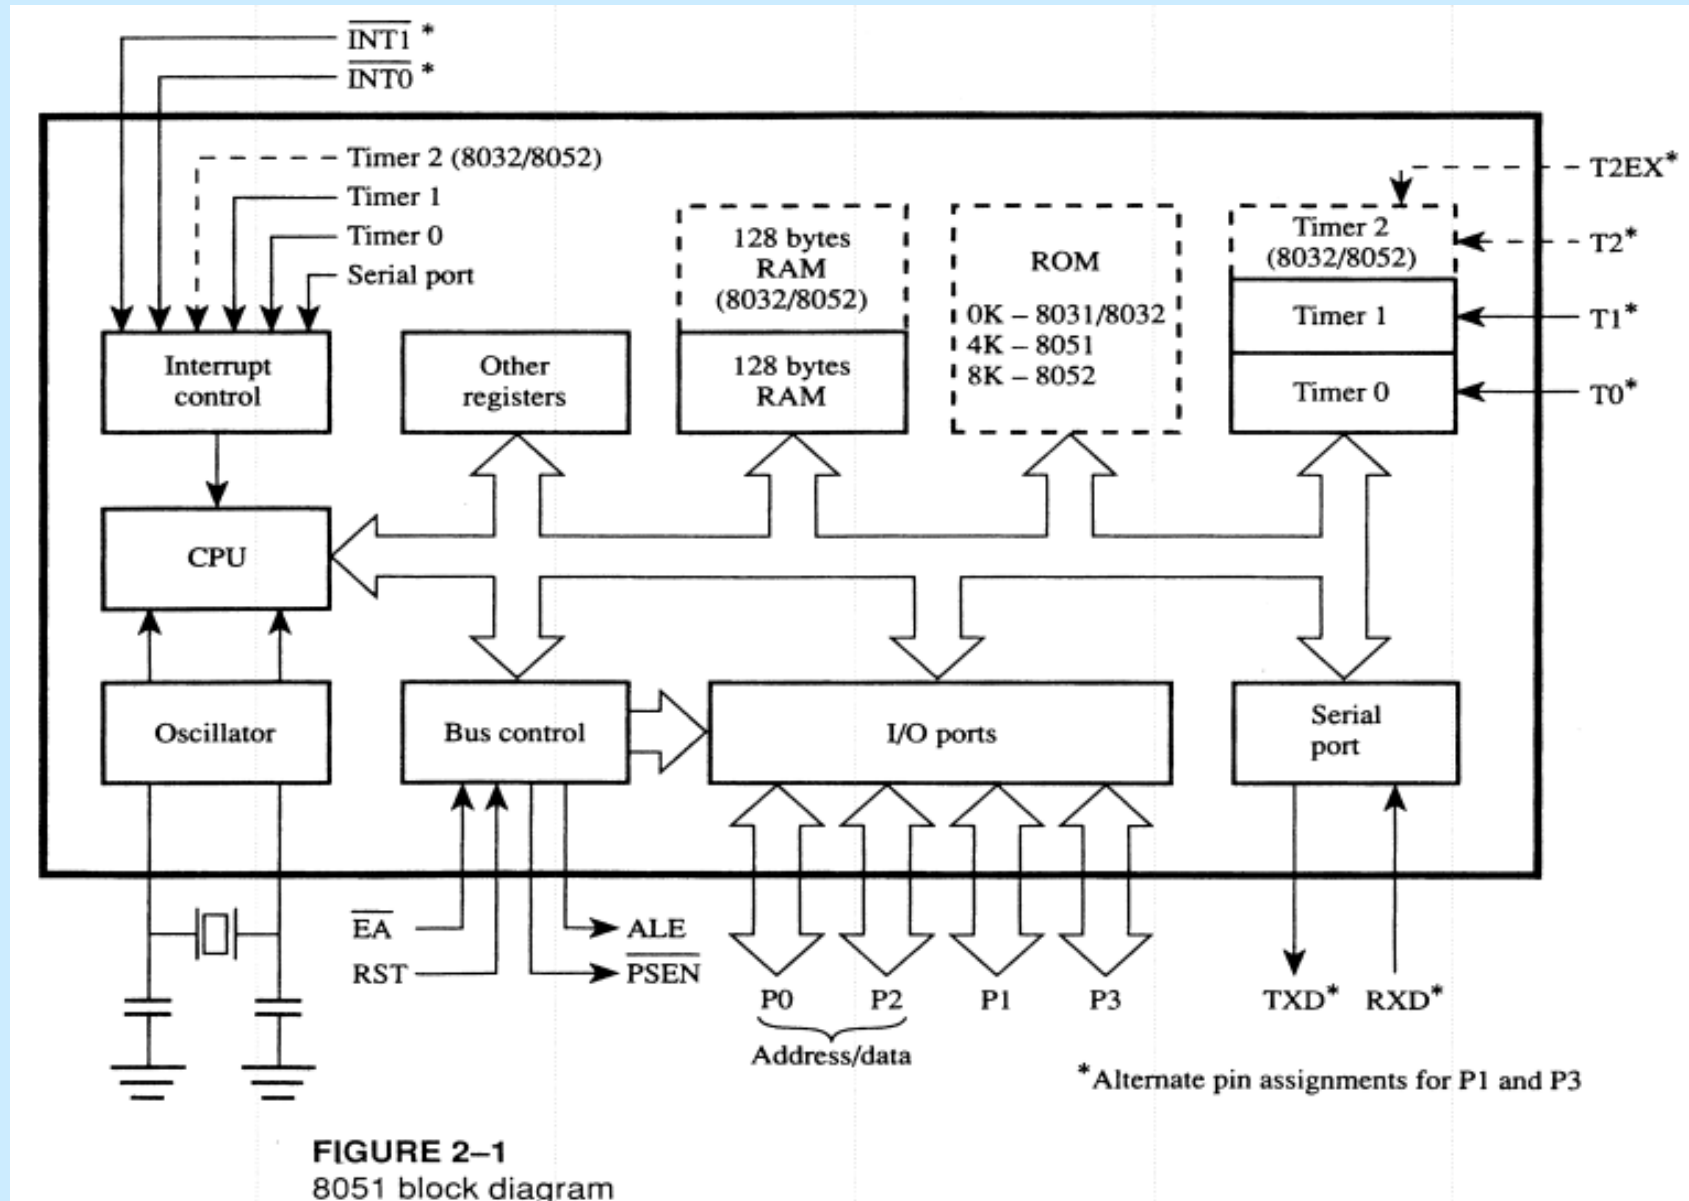 INT1 *
INT0 *
Timer 2 (8032/8052)
Timer 1
Timer 0
Serial port
Interrupt
control
Other
registers
128 bytes
RAM
(8032/8052)
128 bytes
RAM
ROM
0K – 8031/8032
4K – 8051
8K – 8052
Timer 2
(8032/8052)
Timer 1
Timer 0
T2EX*
T2*
T1*
T0*
CPU
Oscillator
Bus control
I/O ports
Serial
port
EA
RST
ALE
PSEN
P0
P2
P1
P3
Address/data
TXD*
RXD*
*Alternate pin assignments for P1 and P3
FIGURE 2–1
8051 block diagram